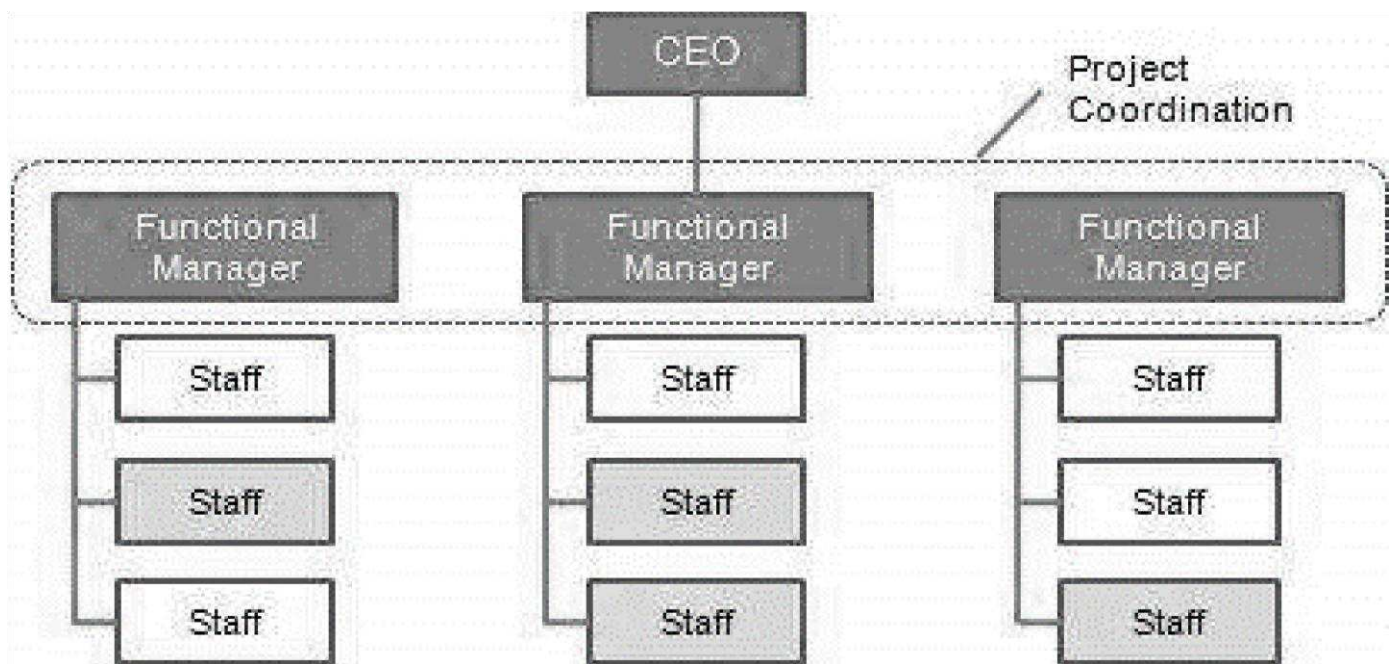 CEO
Project
Coordination
Functional
Manager
Functional
Manager
Functional
Manager
Staff
Staff
Staff
Staff
Staff
Staff
Staff
Staff
Staff